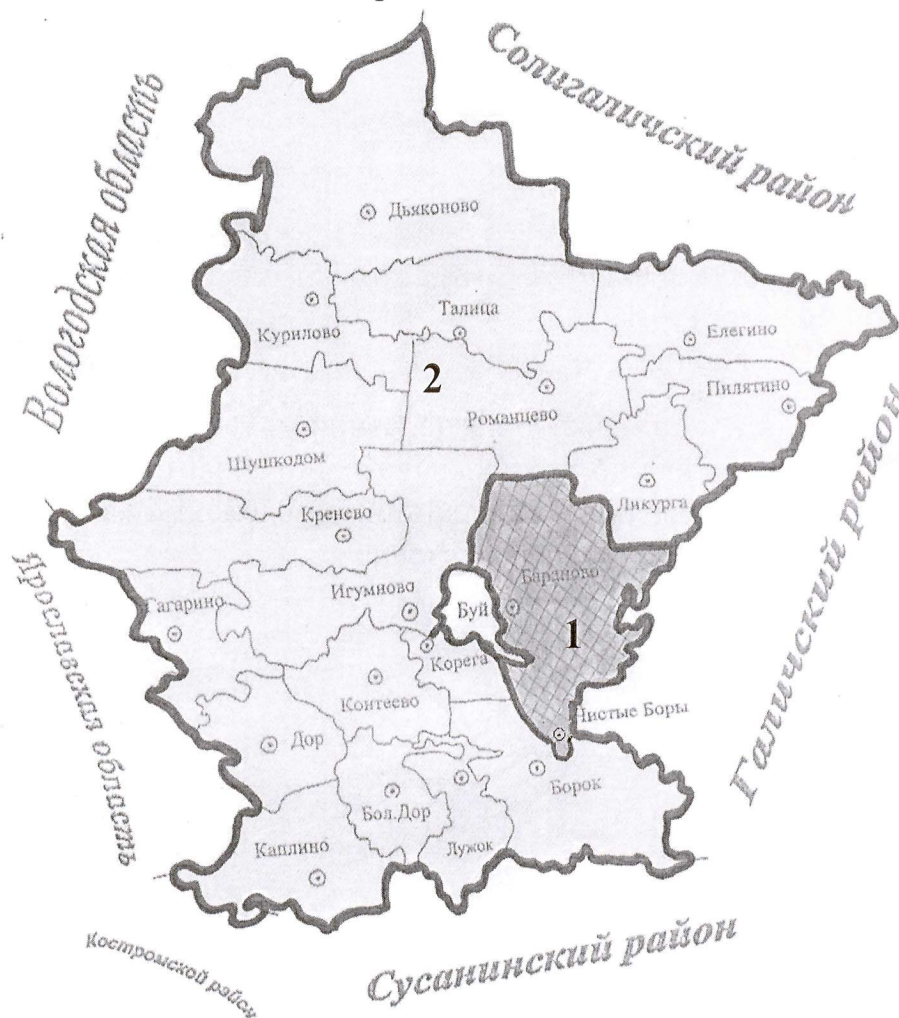 Солигаличский район
Вологодская область
Дьяконово
Курилово
Талица
Елегино
2
Романцево
Пилятино
Шушкодом
Ликурга
Кренево
Галичский район
Бараново
Игумново
Буй
Гагарино
1
Корега
Ярославская область
Контеево
Чистые Боры
Дор
Борок
Бол.Дор
Лужок
Каплино
Костромской район
Сусанинский район